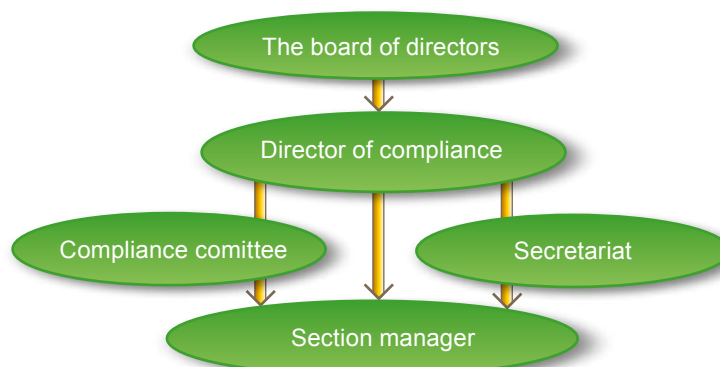 The board of directors
Director of compliance
Compliance comittee
Secretariat
Section manager